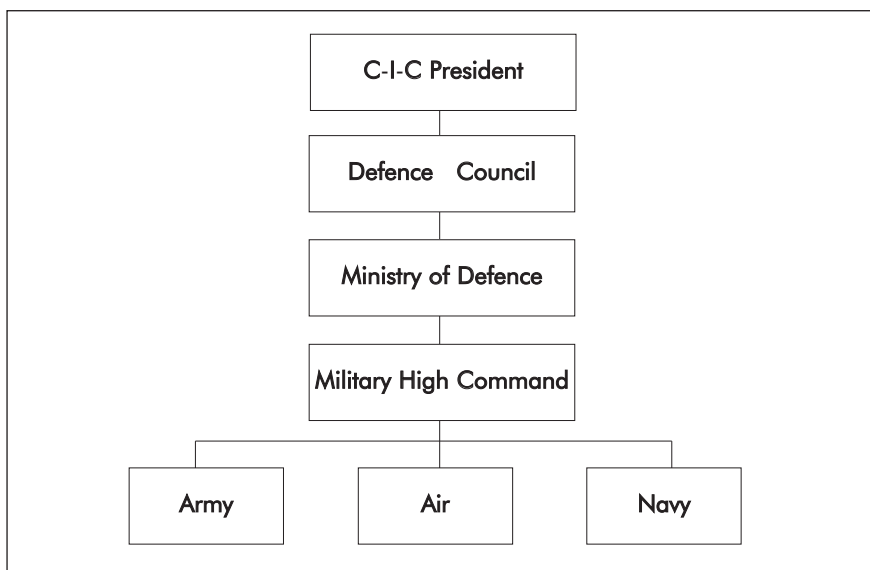 C-I-C President
Defence Council
Ministry of Defence
Military High Command
Army
Air
Navy